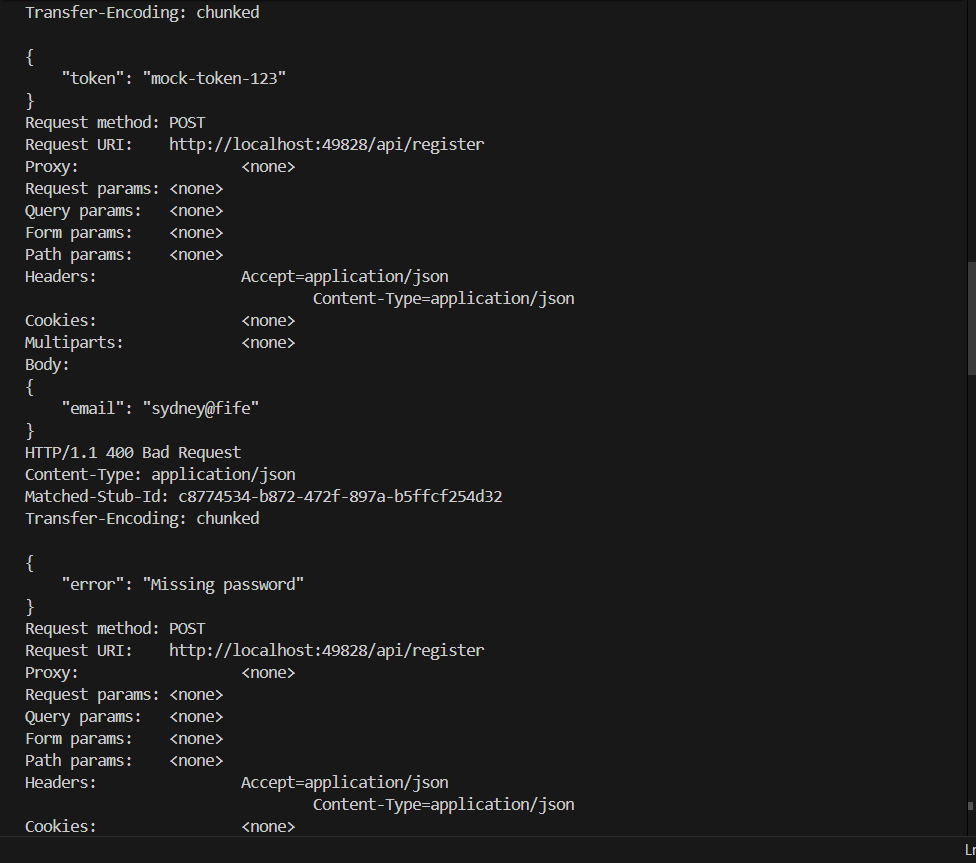 Transfer-Encoding: chunked
{
    "token": "mock-token-123"
}
Request method: POST
Request URI:    http://localhost:49828/api/register
Proxy:                  <none>
Request params: <none>
Query params:   <none>
Form params:    <none>
Path params:    <none>
Headers:                Accept=application/json
                                Content-Type=application/json
Cookies:                <none>
Multiparts:             <none>
Body:
{
    "email": "sydney@fife"
}
HTTP/1.1 400 Bad Request
Content-Type: application/json
Matched-Stub-Id: c8774534-b872-472f-897a-b5ffcf254d32
Transfer-Encoding: chunked
{
    "error": "Missing password"
}
Request method: POST
Request URI:    http://localhost:49828/api/register
Proxy:                  <none>
Request params: <none>
Query params:   <none>
Form params:    <none>
Path params:    <none>
Headers:                Accept=application/json
                                Content-Type=application/json
Cookies:                <none>